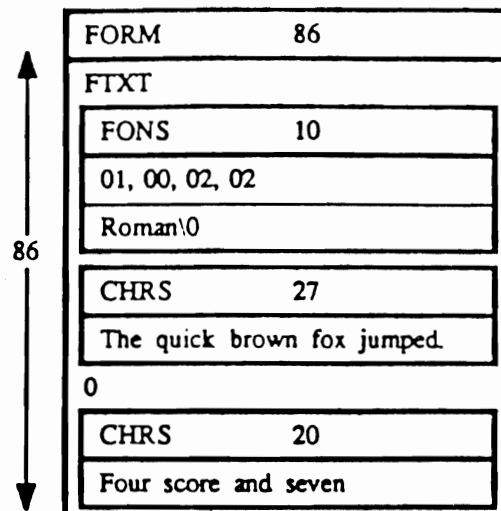 FORM 86
FTXT
FONS 10
01, 00, 02, 02
Roman\0
86
CHRS 27
The quick brown fox jumped.
0
CHRS 20
Four score and seven